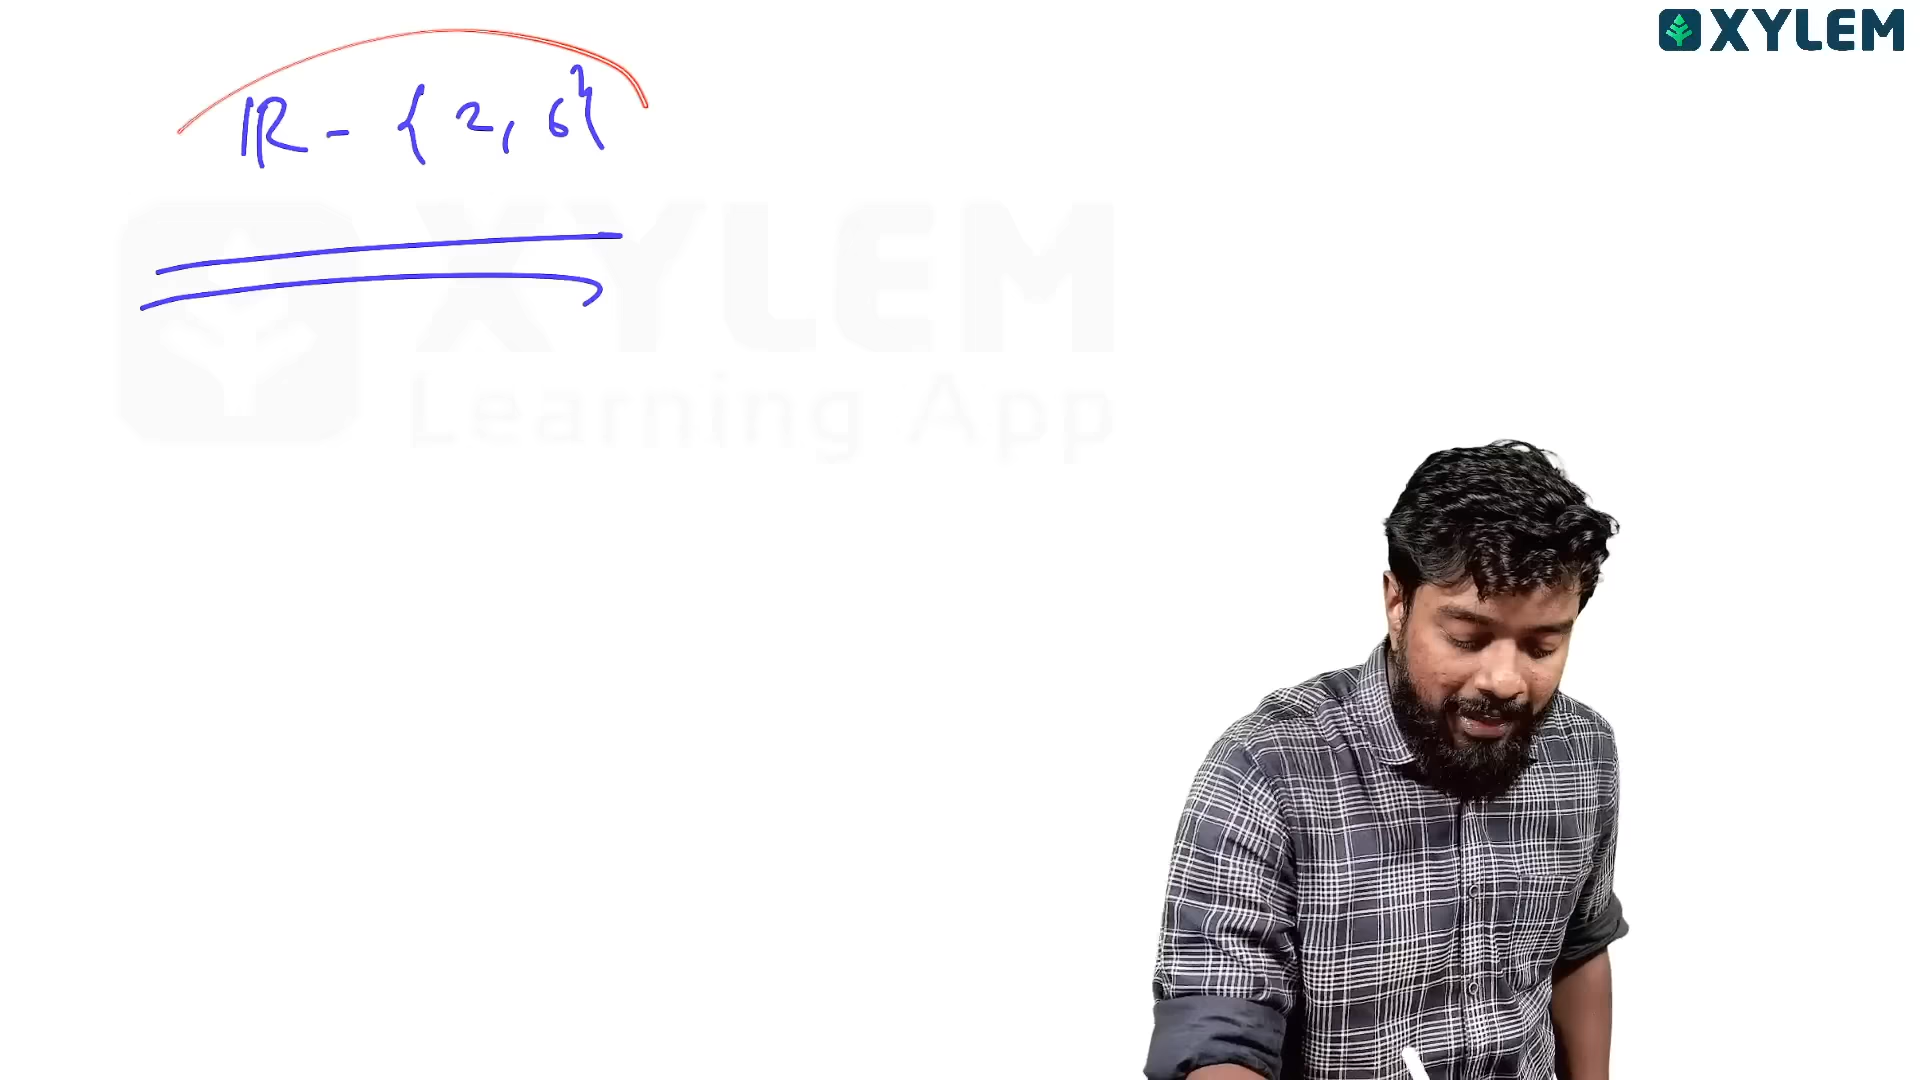 XYLEM
ℝ - { 2, 6 }
XYLEM
Learning App